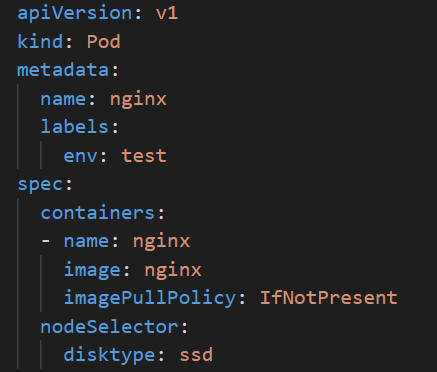 apiVersion: v1
kind: Pod
metadata:
  name: nginx
  labels:
    env: test
spec:
  containers:
  - name: nginx
    image: nginx
    imagePullPolicy: IfNotPresent
  nodeSelector:
    disktype: ssd